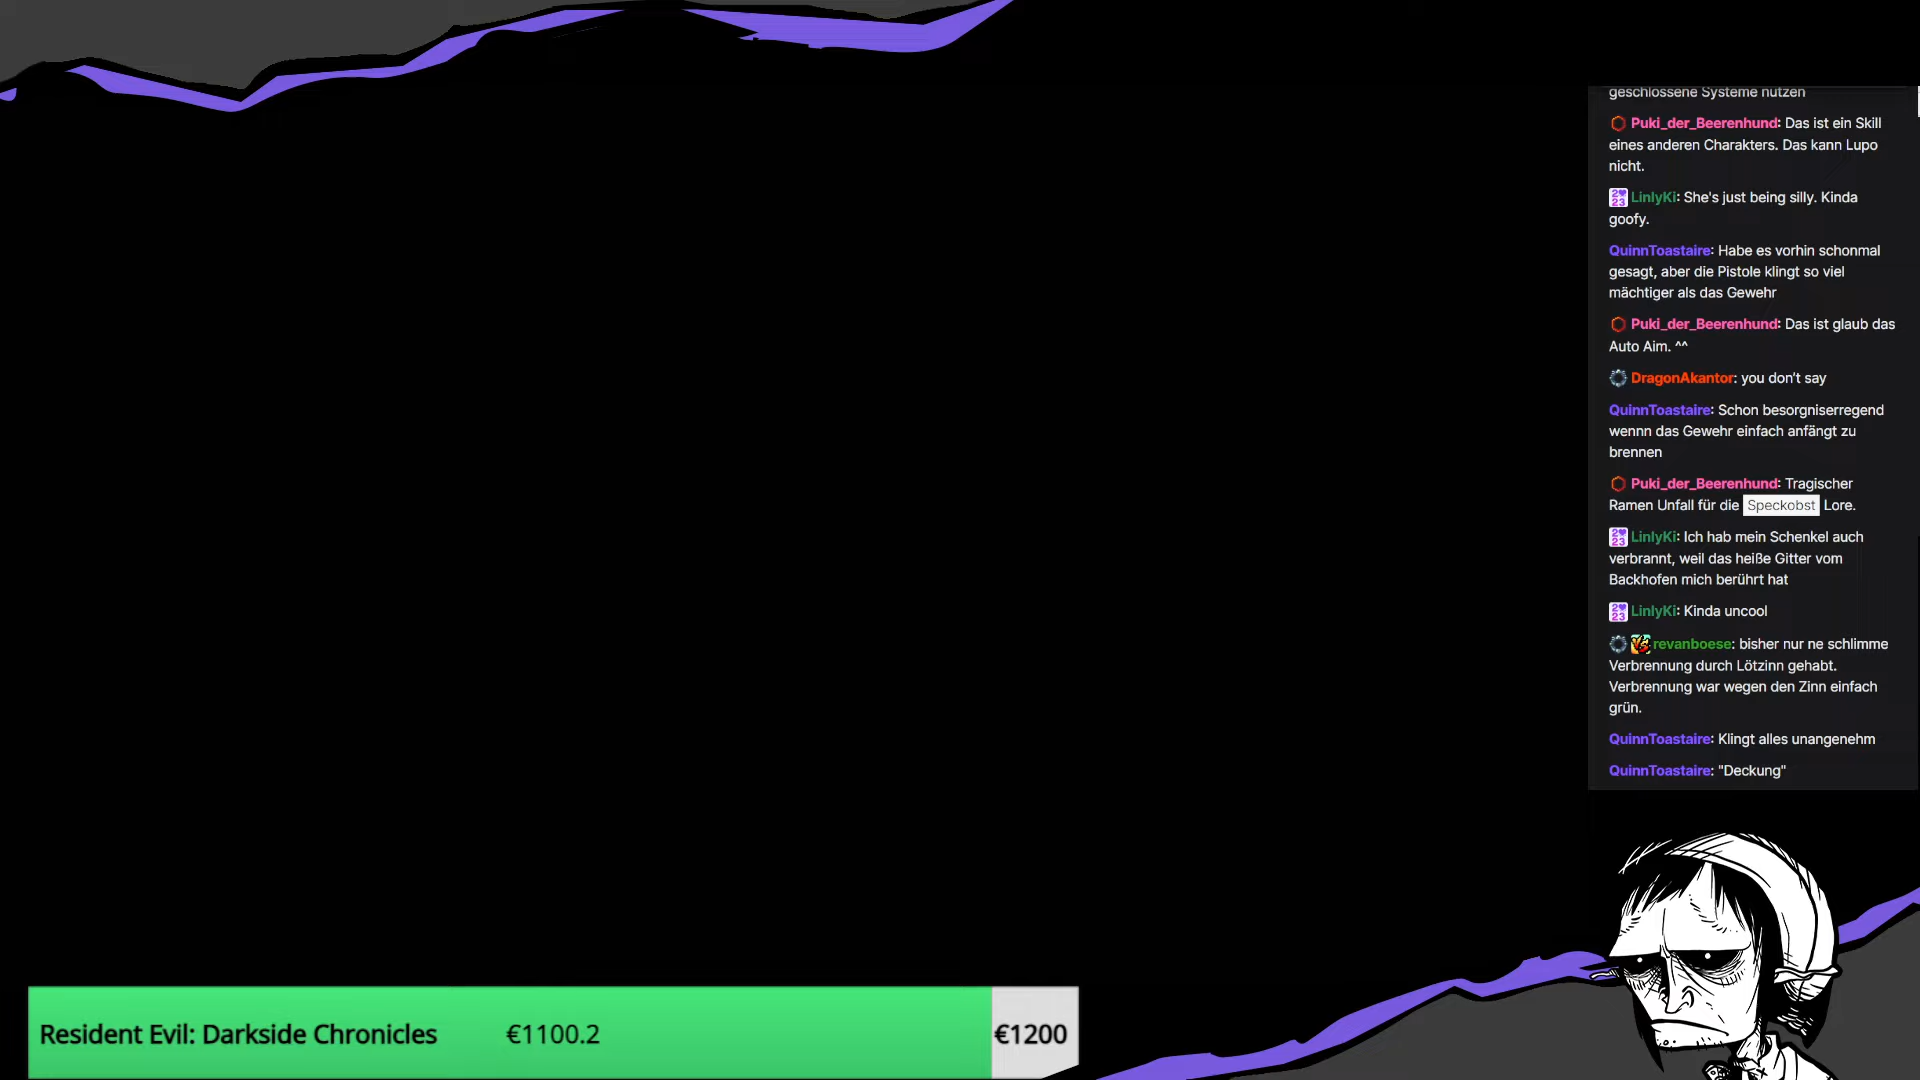 geschlossene Systeme nutzen
Puki_der_Beerenhund: Das ist ein Skill
eines anderen Charakters. Das kann Lupo
nicht.
LinlyKi: She's just being silly. Kinda
goofy.
QuinnToastaire: Habe es vorhin schonmal
gesagt, aber die Pistole klingt so viel
mächtiger als das Gewehr
Puki_der_Beerenhund: Das ist glaub das
Auto Aim. ^^
DragonAkantor: you don't say
QuinnToastaire: Schon besorgniserregend
wennn das Gewehr einfach anfängt zu
brennen
Puki_der_Beerenhund: Tragischer
Ramen Unfall für die Speckobst Lore.
LinlyKi: Ich hab mein Schenkel auch
verbrannt, weil das heiße Gitter vom
Backhofen mich berührt hat
LinlyKi: Kinda uncool
revanboese: bisher nur ne schlimme
Verbrennung durch Lötzinn gehabt.
Verbrennung war wegen den Zinn einfach
grün.
QuinnToastaire: Klingt alles unangenehm
QuinnToastaire: "Deckung"
Resident Evil: Darkside Chronicles €1100.2 €1200